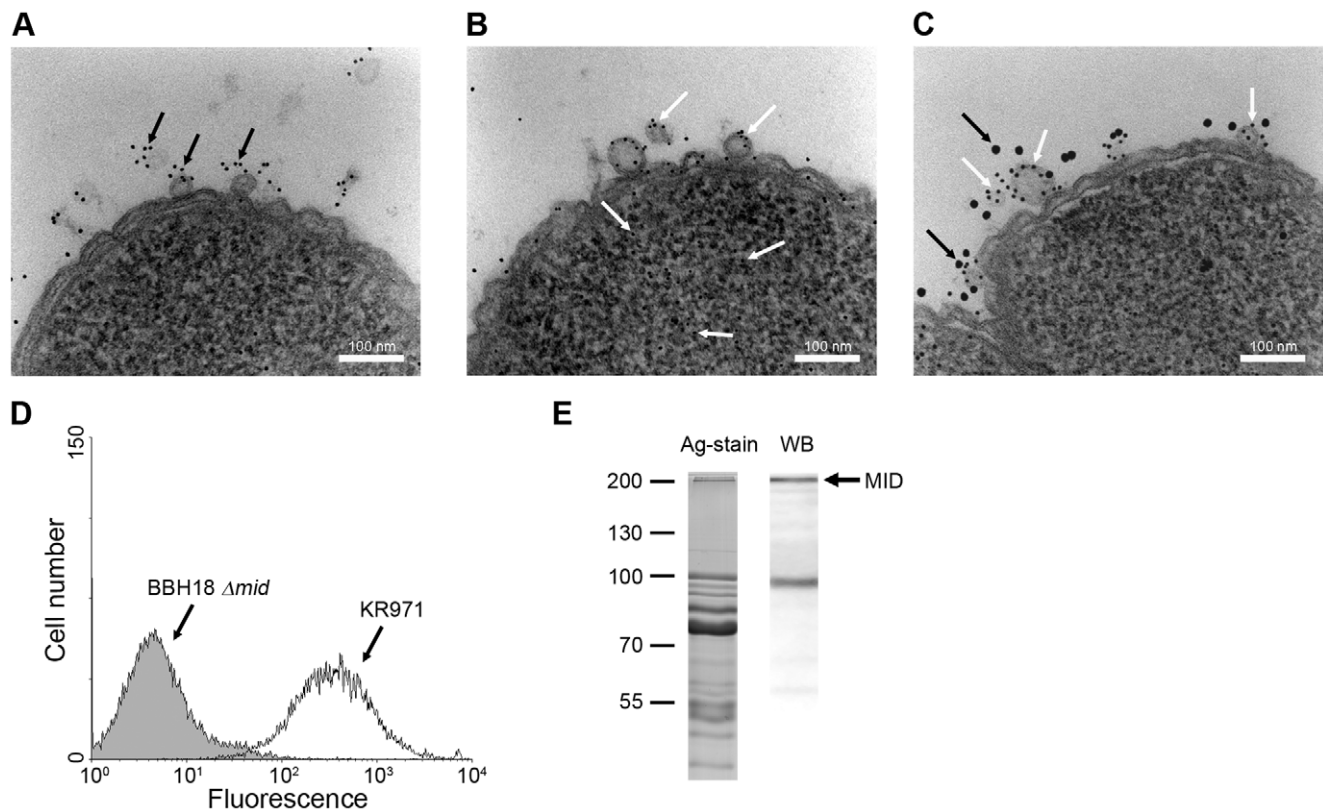 A
B
C
100 nm
100 nm
100 nm
D
150
Cell number
0
BBH18 Δmid
KR971
10⁰ 10¹ 10² 10³ 10⁴
Fluorescence
E
Ag-stain WB
200
MID
130
100
70
55